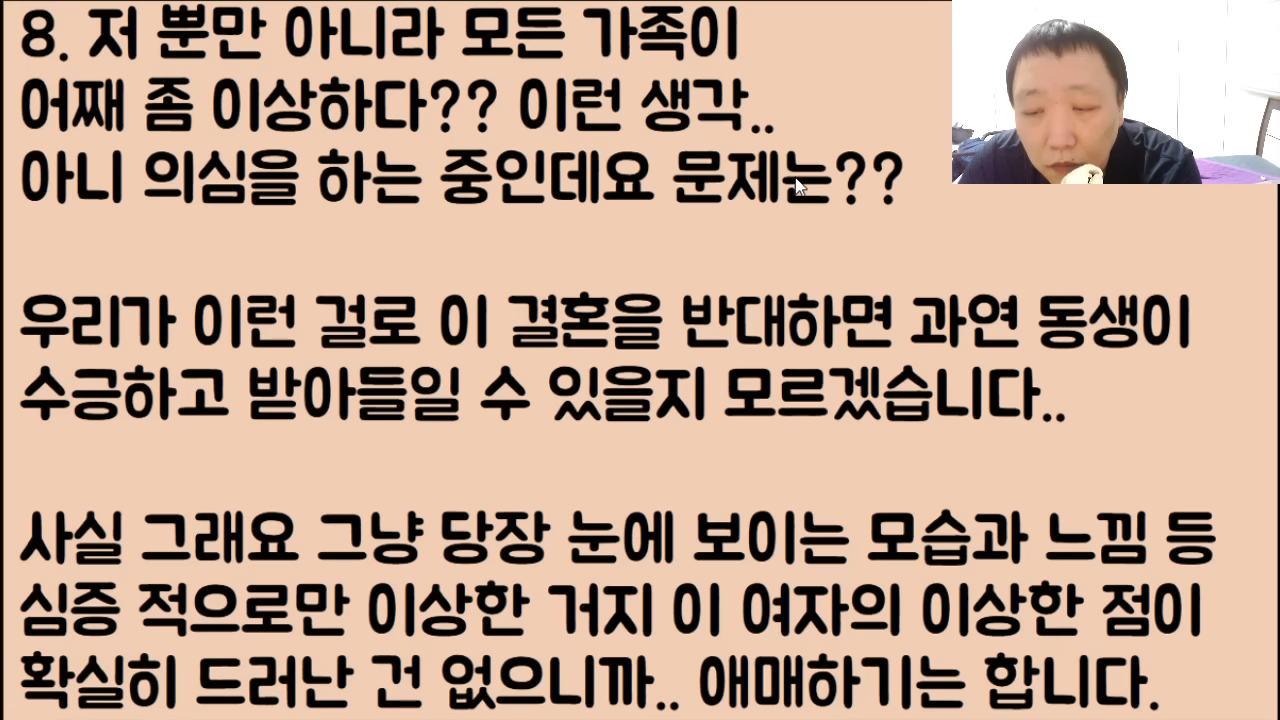 8. 저 뿐만 아니라 모든 가족이
어째 좀 이상하다?? 이런 생각..
아니 의심을 하는 중인데요 문제는??
우리가 이런 걸로 이 결혼을 반대하면 과연 동생이
수긍하고 받아들일 수 있을지 모르겠습니다..
사실 그래요 그냥 당장 눈에 보이는 모습과 느낌 등
심증 적으로만 이상한 거지 이 여자의 이상한 점이
확실히 드러난 건 없으니까.. 애매하기는 합니다.